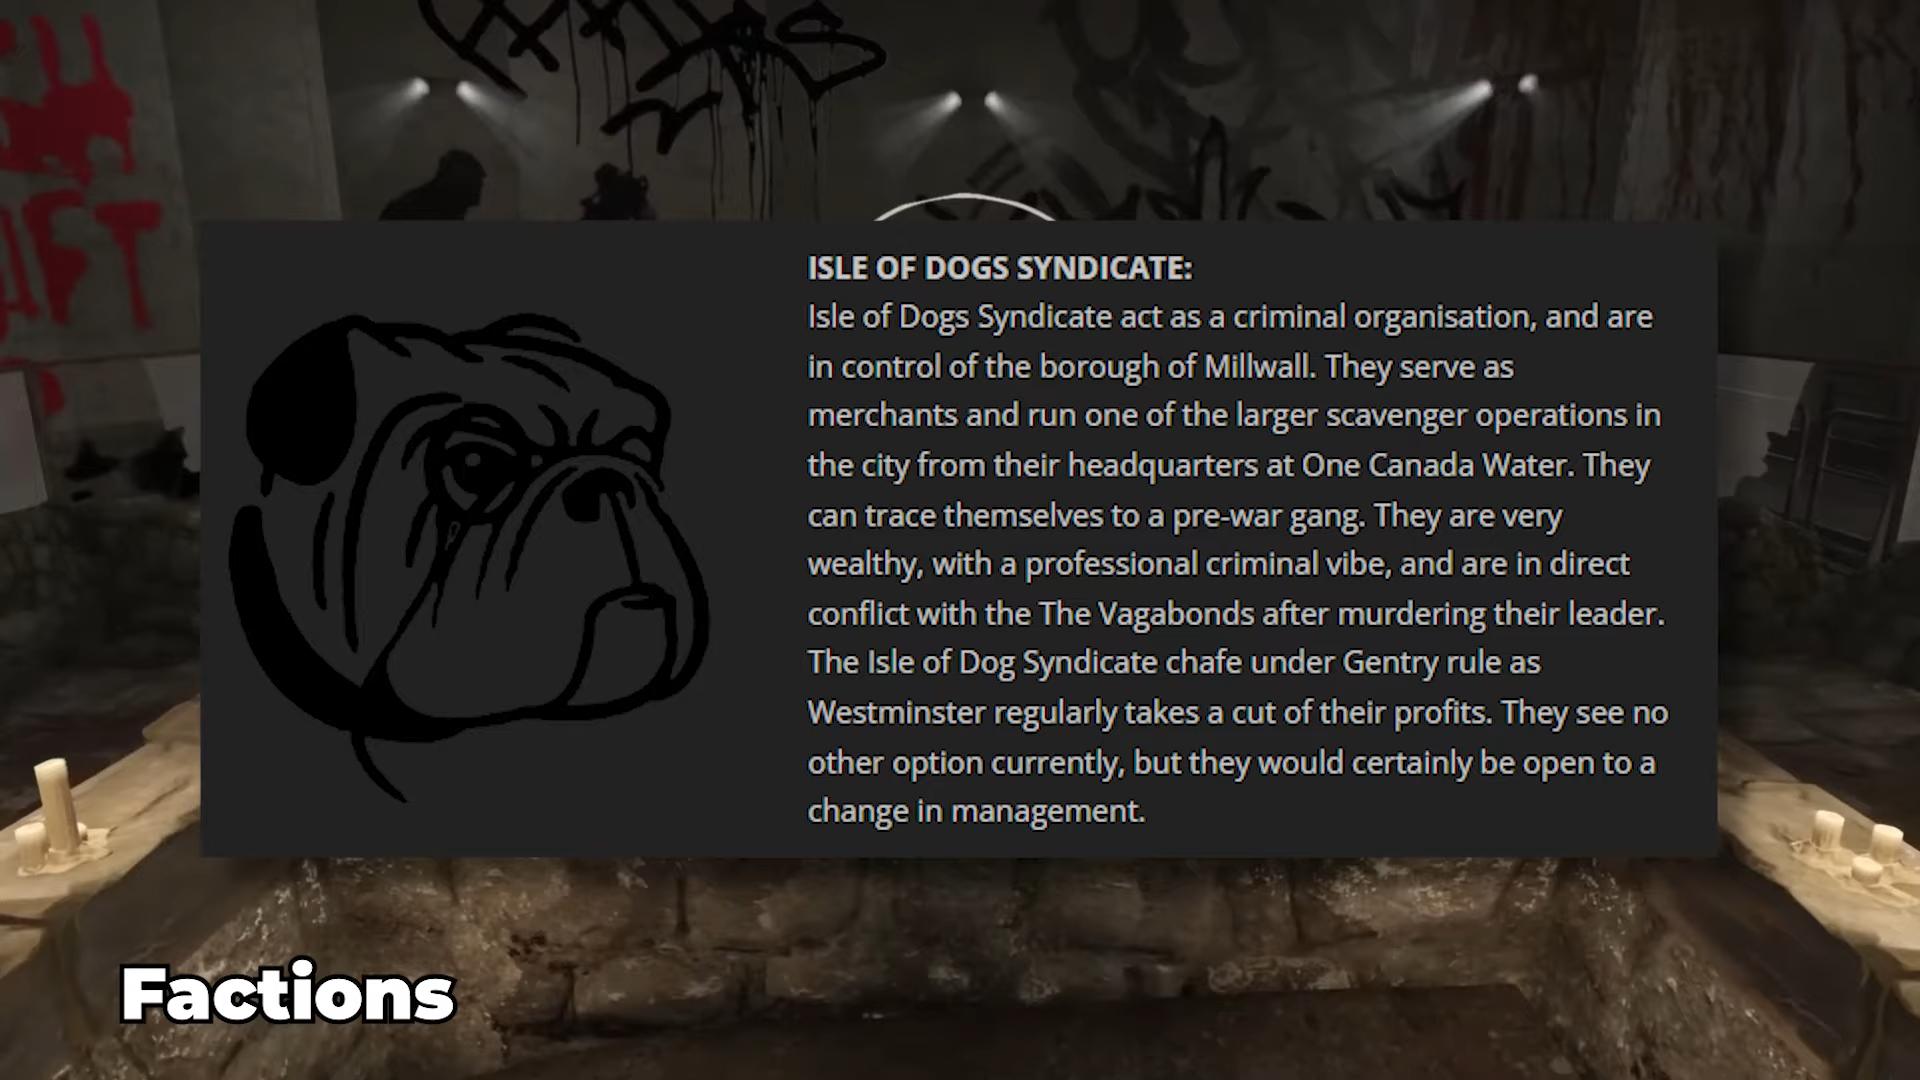 ISLE OF DOGS SYNDICATE:
Isle of Dogs Syndicate act as a criminal organisation, and are
in control of the borough of Millwall. They serve as
merchants and run one of the larger scavenger operations in
the city from their headquarters at One Canada Water. They
can trace themselves to a pre-war gang. They are very
wealthy, with a professional criminal vibe, and are in direct
conflict with the The Vagabonds after murdering their leader.
The Isle of Dog Syndicate chafe under Gentry rule as
Westminster regularly takes a cut of their profits. They see no
other option currently, but they would certainly be open to a
change in management.
Factions